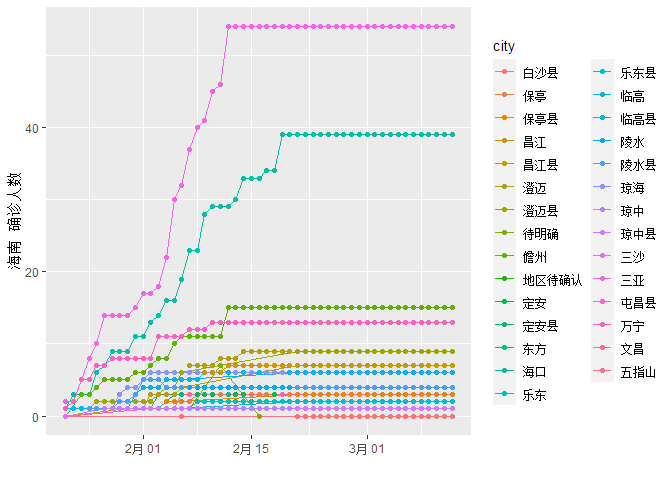 海南 确诊人数
40
20
0
2月 01
2月 15
3月 01
city
白沙县
保亭
保亭县
昌江
昌江县
澄迈
澄迈县
待明确
儋州
地区待确认
定安
定安县
东方
海口
乐东
乐东县
临高
临高县
陵水
陵水县
琼海
琼中
琼中县
三沙
三亚
屯昌县
万宁
文昌
五指山